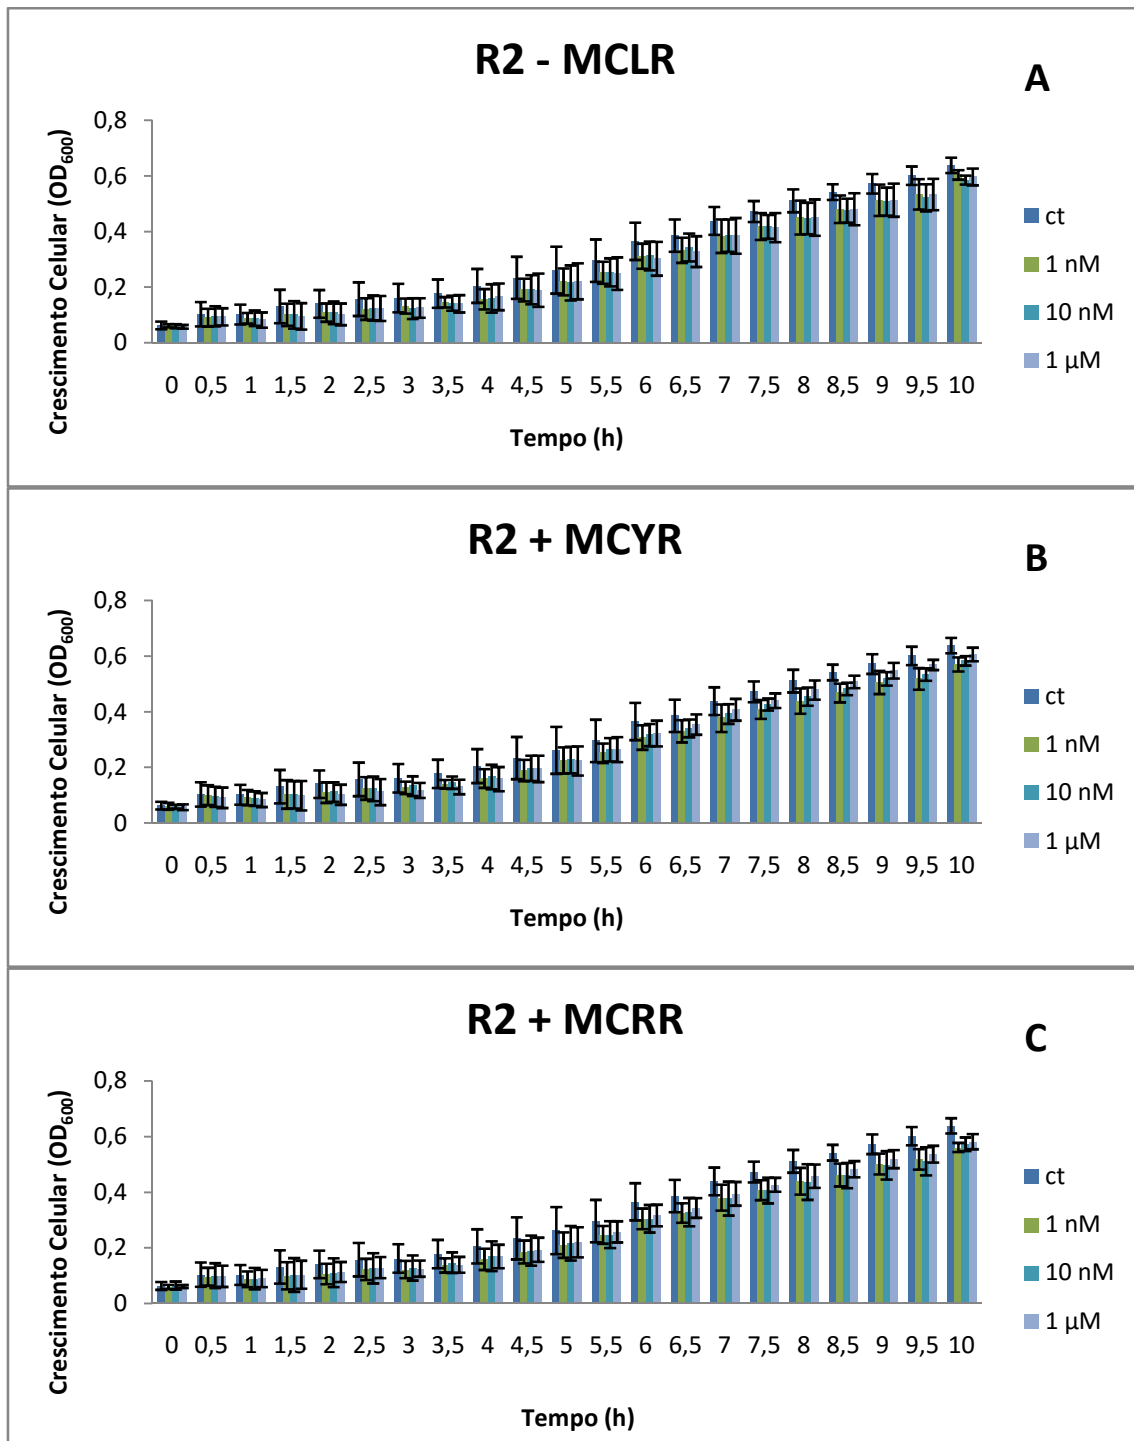 R2 - MCLR
A
Crescimento Celular (OD600)
0,8
0,6
0,4
0,2
0
0 0,5 1 1,5 2 2,5 3 3,5 4 4,5 5 5,5 6 6,5 7 7,5 8 8,5 9 9,5 10
Tempo (h)
ct
1 nM
10 nM
1 µM
R2 + MCYR
B
Crescimento Celular (OD600)
0,8
0,6
0,4
0,2
0
0 0,5 1 1,5 2 2,5 3 3,5 4 4,5 5 5,5 6 6,5 7 7,5 8 8,5 9 9,5 10
Tempo (h)
ct
1 nM
10 nM
1 µM
R2 + MCRR
C
Crescimento Celular (OD600)
0,8
0,6
0,4
0,2
0
0 0,5 1 1,5 2 2,5 3 3,5 4 4,5 5 5,5 6 6,5 7 7,5 8 8,5 9 9,5 10
Tempo (h)
ct
1 nM
10 nM
1 µM